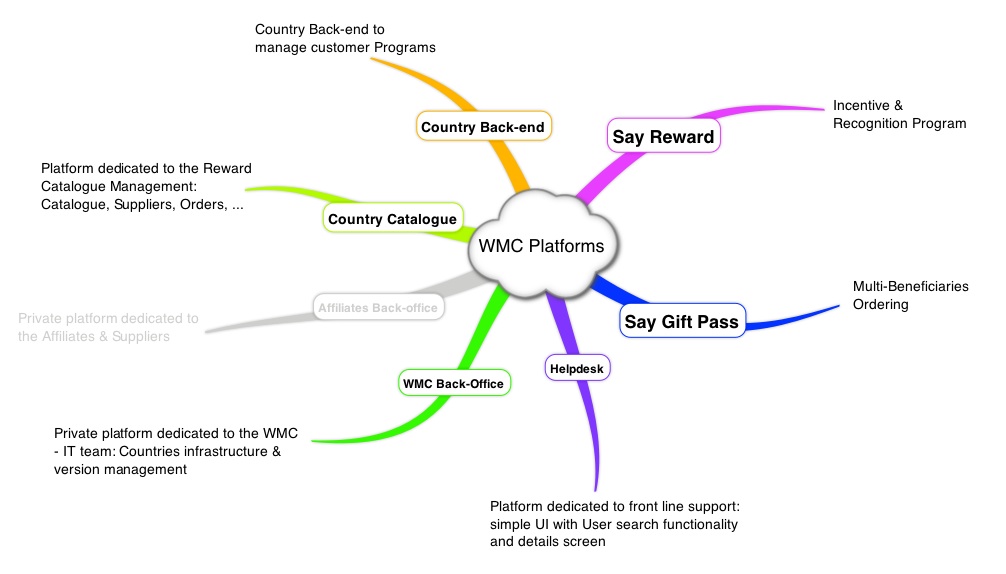 Country Back-end to
manage customer Programs
Country Back-end
Say Reward
Incentive &
Recognition Program
Platform dedicated to the Reward
Catalogue Management:
Catalogue, Suppliers, Orders, ...
Country Catalogue
WMC Platforms
Affiliates Back-office
Private platform dedicated to
the Affiliates & Suppliers
Multi-Beneficiaries
Ordering
Say Gift Pass
Helpdesk
WMC Back-Office
Private platform dedicated to the WMC
- IT team: Countries infrastructure &
version management
Platform dedicated to front line support:
simple UI with User search functionality
and details screen